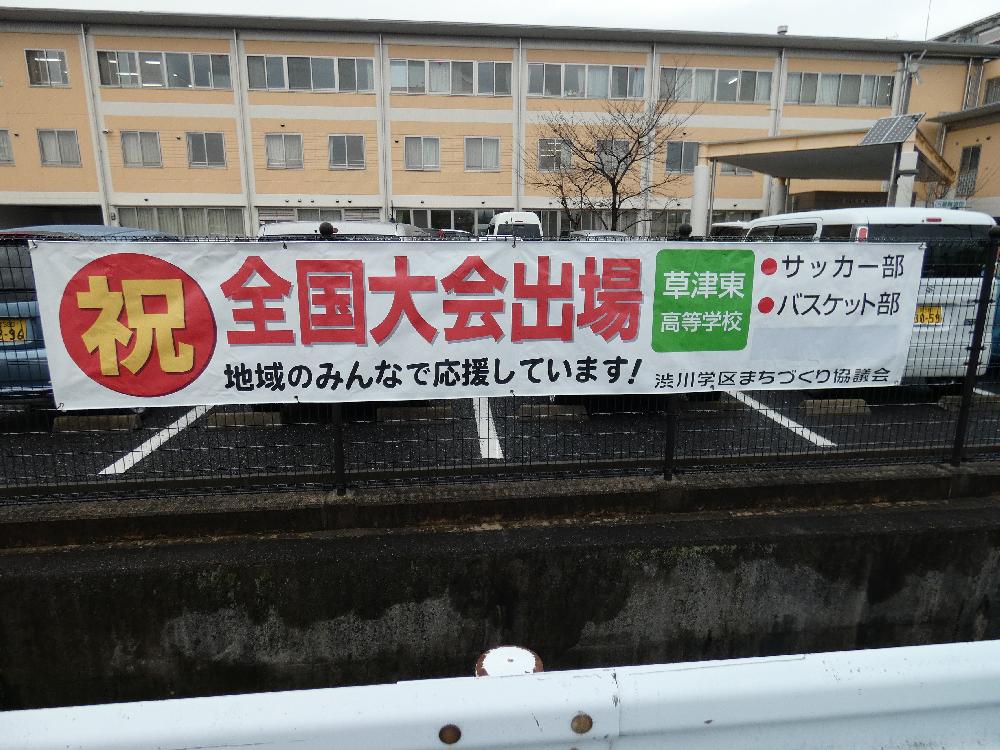 祝
全国大会出場
地域のみんなで応援しています!
草津東
高等学校
●サッカー部
●バスケット部
渋川学区まちづくり協議会